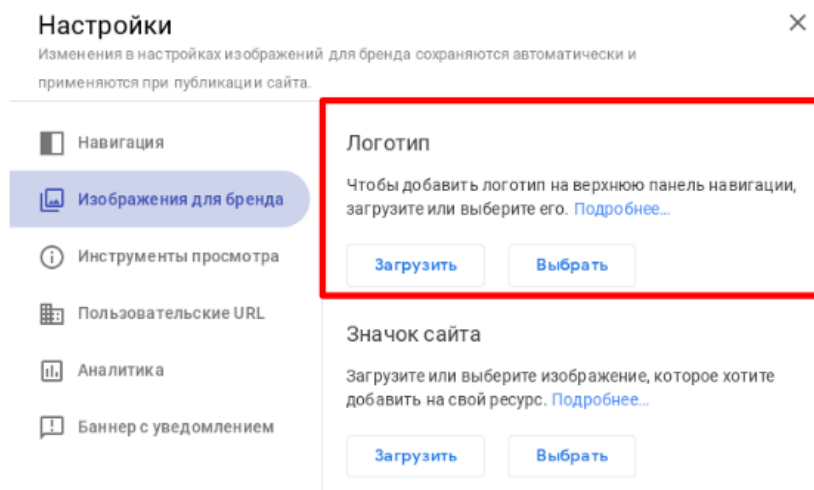 Настройки
Изменения в настройках изображений для бренда сохраняются автоматически и
применяются при публикации сайта.
Навигация
Изображения для бренда
Инструменты просмотра
Пользовательские URL
Аналитика
Баннер с уведомлением
Логотип
Чтобы добавить логотип на верхнюю панель навигации,
загрузите или выберите его. Подробнее...
Загрузить Выбрать
Значок сайта
Загрузите или выберите изображение, которое хотите
добавить на свой ресурс. Подробнее...
Загрузить Выбрать